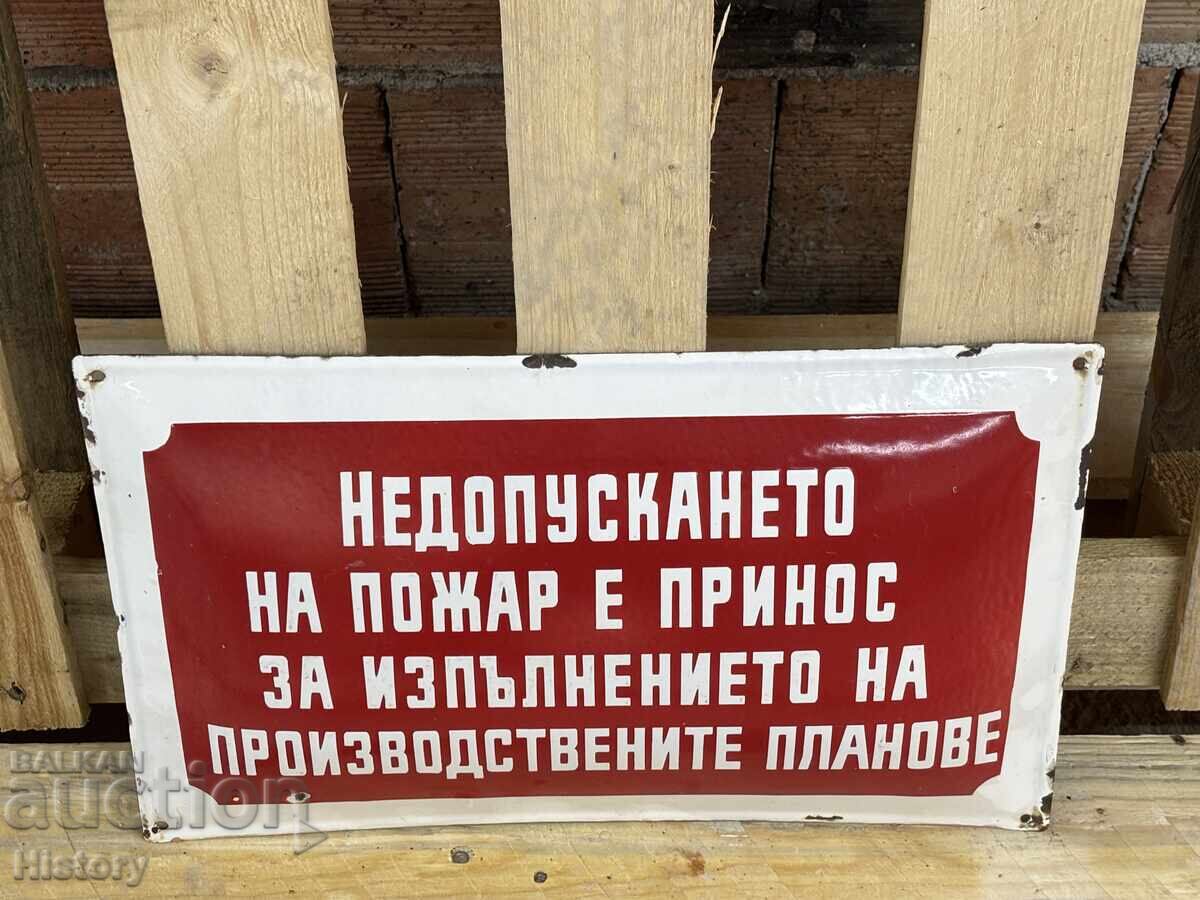 НЕДОПУСКАНЕТО
НА ПОЖАР Е ПРИНОС
ЗА ИЗПЪЛНЕНИЕТО НА
ПРОИЗВОДСТВЕНИТЕ ПЛАНОВЕ
BALKAN
auction
History